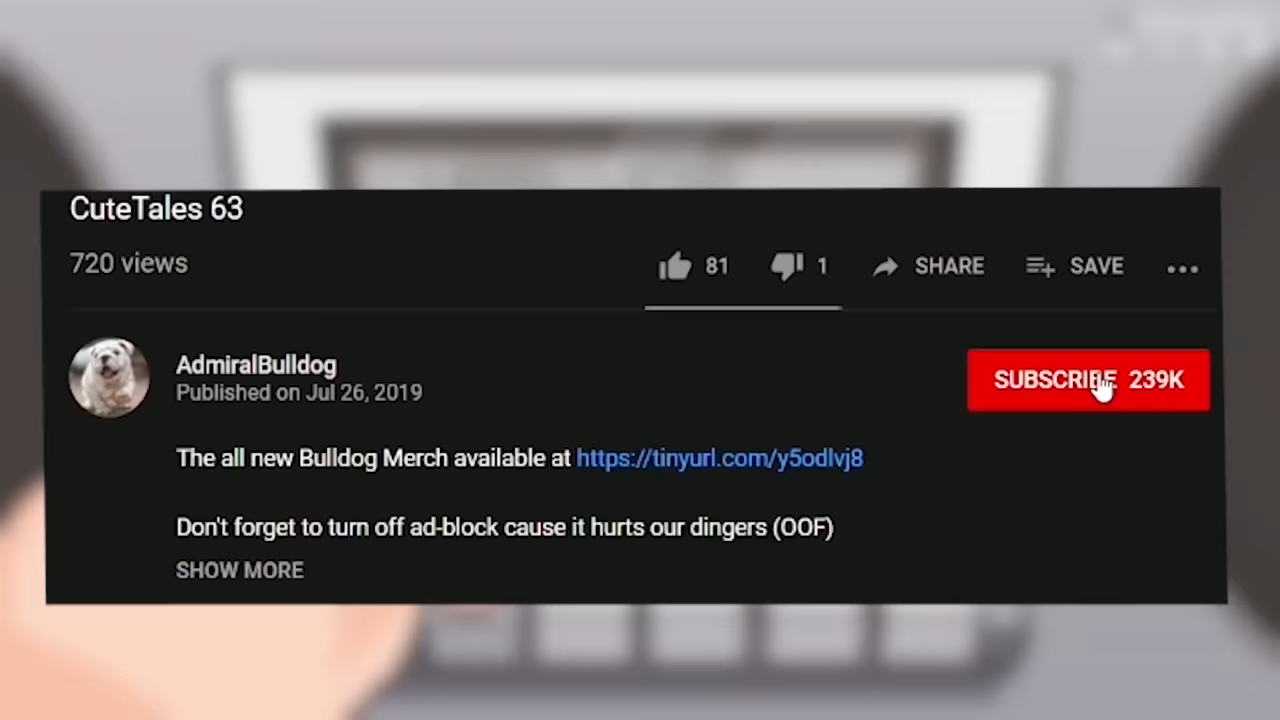 CuteTales 63
720 views
81 1 SHARE SAVE
AdmiralBulldog
Published on Jul 26, 2019
SUBSCRIBE 239K
The all new Bulldog Merch available at https://tinyurl.com/y5odlvj8
Don't forget to turn off ad-block cause it hurts our dingers (OOF)
SHOW MORE